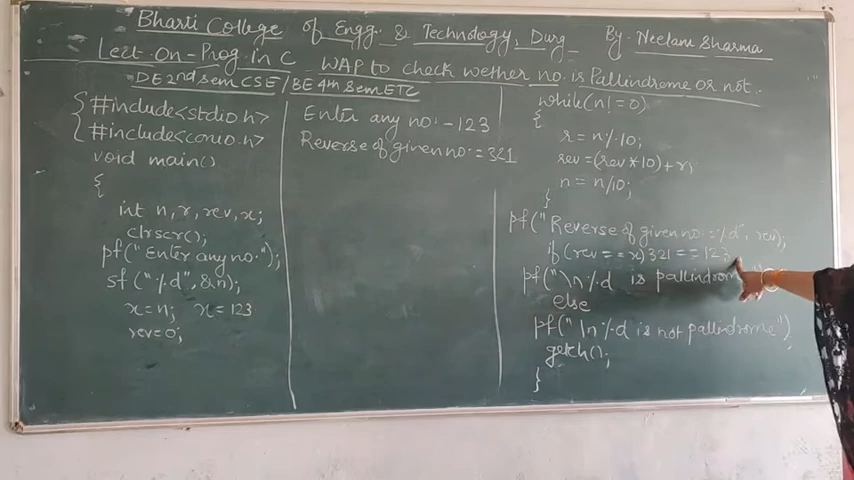 Bharti College of Engg. & Technology, Durg By - Neelam Sharma
Lect-On-Prog. in C WAP to check wether no. is Pallindrome or not.
DE 2nd sem CSE / BE 4th Sem ETC
#include<stdio.h>
#include<conio.h>
void main()
{
int n, r, rev, x;
clrscr();
pf("Enter any no.");
sf("%d", &n);
x=n; x=123
rev=0;
Enter any no:-123
Reverse of given no:=321
while(n!=0)
{
r=n%10;
rev=(rev*10)+r;
n=n/10;
}
pf("Reverse of given no:=%d", rev);
if(rev==x) 321==123
pf("\n%d is pallindrome")
else
pf("\n%d is not pallindrome")
getch();
}